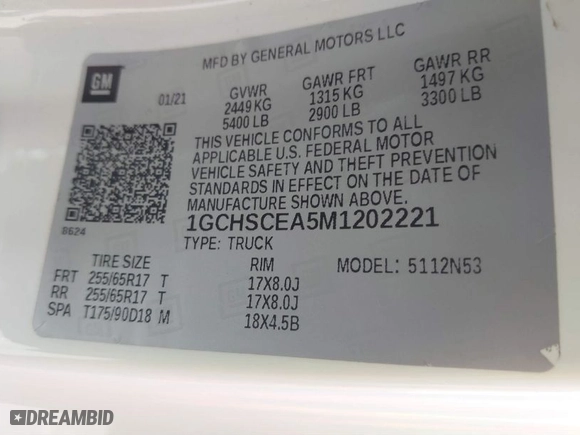 MFD BY GENERAL MOTORS LLC
GM
01/21
GVWR GAWR FRT GAWR RR
2449 KG 1315 KG 1497 KG
5400 LB 2900 LB 3300 LB
THIS VEHICLE CONFORMS TO ALL
APPLICABLE U.S. FEDERAL MOTOR
VEHICLE SAFETY AND THEFT PREVENTION
STANDARDS IN EFFECT ON THE DATE OF
MANUFACTURE SHOWN ABOVE.
1GCHSCEA5M1202221
B624
TYPE: TRUCK
TIRE SIZE RIM MODEL: 5112N53
FRT 255/65R17 T 17X8.0J
RR 255/65R17 T 17X8.0J
SPA T175/90D18 M 18X4.5B
DREAMBID